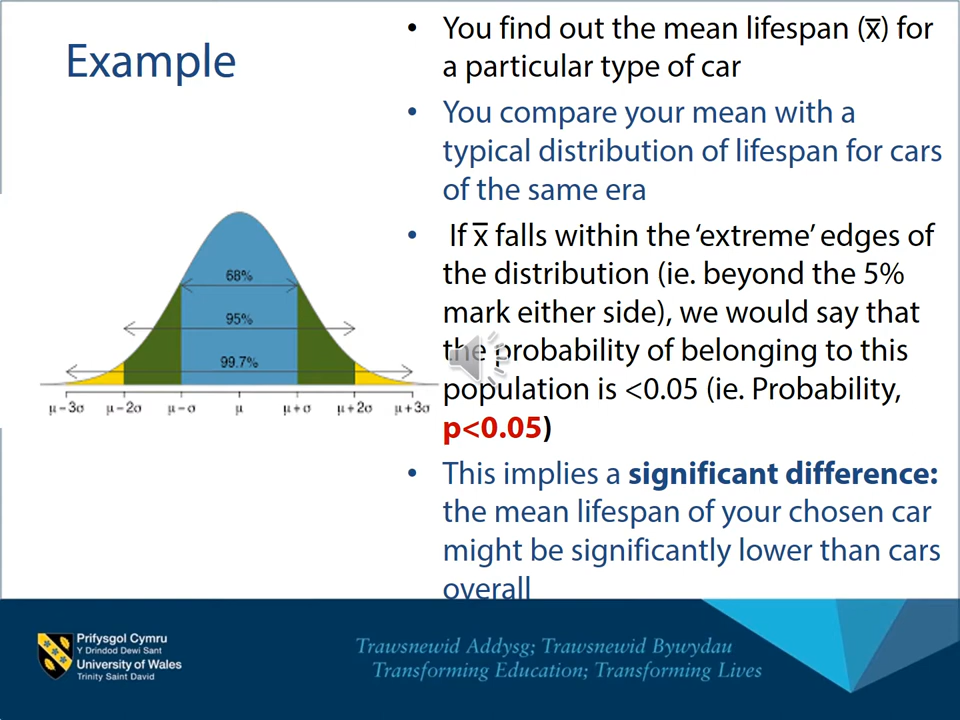 Example
• You find out the mean lifespan (x̅) for
a particular type of car
• You compare your mean with a
typical distribution of lifespan for cars
of the same era
• If x̅ falls within the ‘extreme’ edges of
the distribution (ie. beyond the 5%
mark either side), we would say that
the probability of belonging to this
population is <0.05 (ie. Probability,
p<0.05)
• This implies a significant difference:
the mean lifespan of your chosen car
might be significantly lower than cars
overall
68%
95%
99.7%
μ − 3σ μ − 2σ μ − σ μ μ + σ μ + 2σ μ + 3σ
Prifysgol Cymru
Y Drindod Dewi Sant
University of Wales
Trinity Saint David
Trawsnewid Addysg; Trawsnewid Bywydau
Transforming Education; Transforming Lives